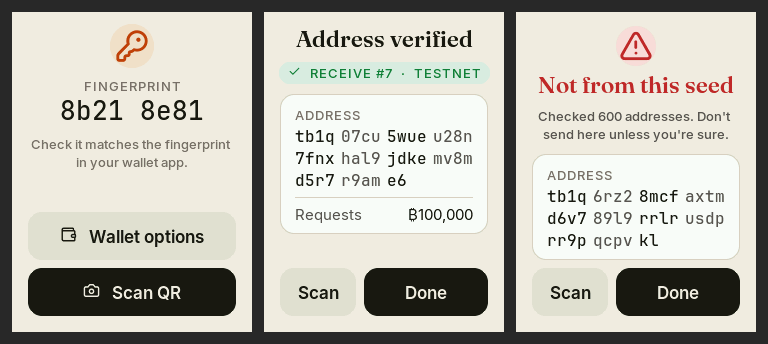 FINGERPRINT
8b21 8e81
Check it matches the fingerprint
in your wallet app.
Wallet options
Scan QR
Address verified
RECEIVE #7 · TESTNET
ADDRESS
tb1q 07cu 5wue u28n
7fnx hal9 jdke mv8m
d5r7 r9am e6
Requests ₿100,000
Scan
Done
Not from this seed
Checked 600 addresses. Don't
send here unless you're sure.
ADDRESS
tb1q 6rz2 8mcf axtm
d6v7 89l9 rrlr usdp
rr9p qcpv kl
Scan
Done